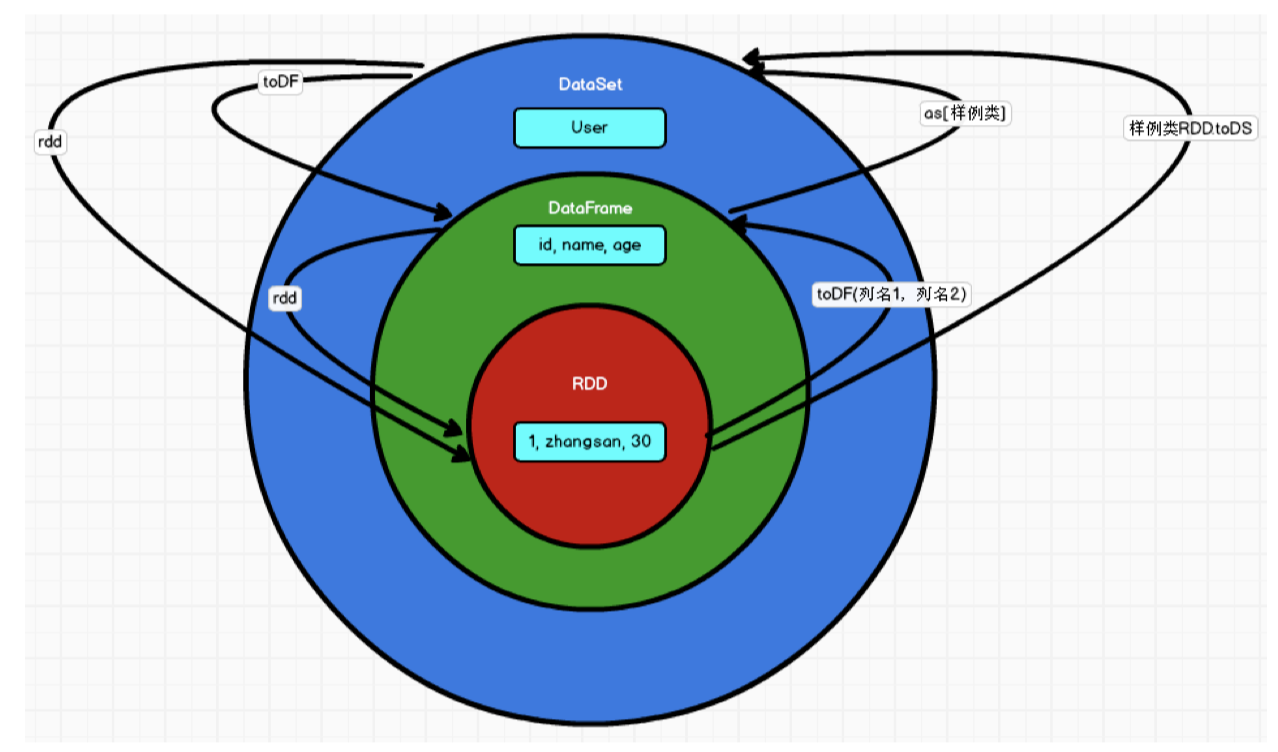 toDF
DataSet
User
as[样例类]
样例类RDD.toDS
rdd
DataFrame
id, name, age
rdd
toDF(列名1，列名2)
RDD
1, zhangsan, 30